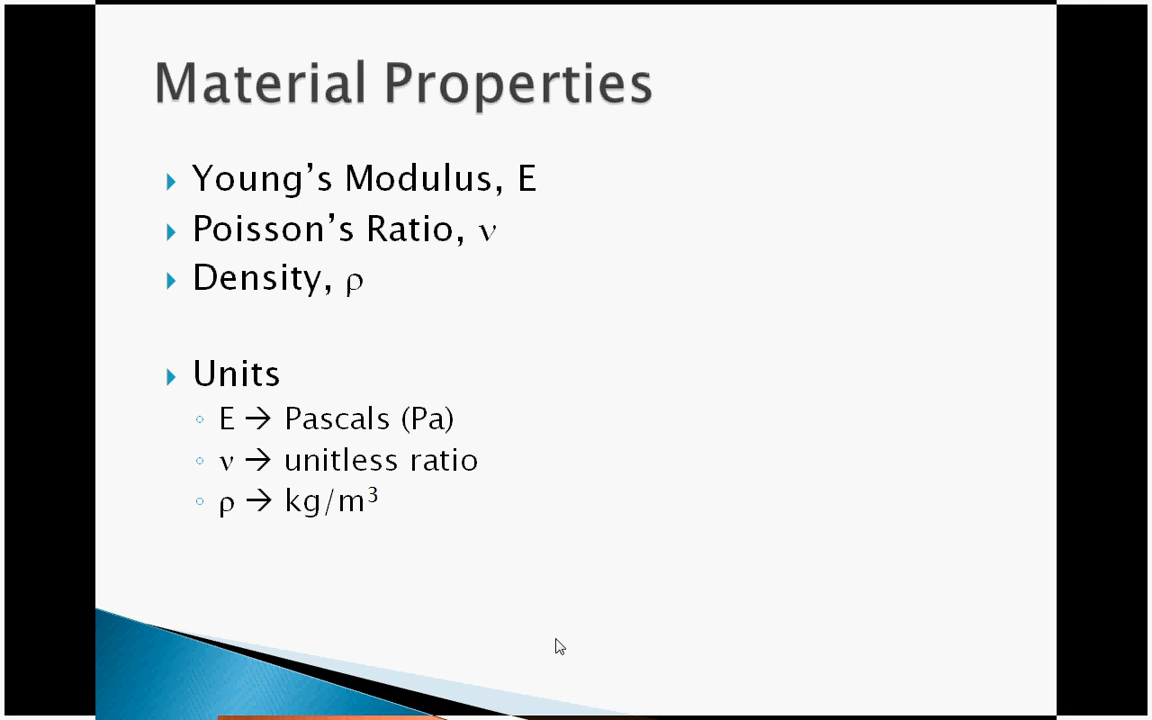 Material Properties
Young’s Modulus, E
Poisson’s Ratio, ν
Density, ρ
Units
E → Pascals (Pa)
ν → unitless ratio
ρ → kg/m³